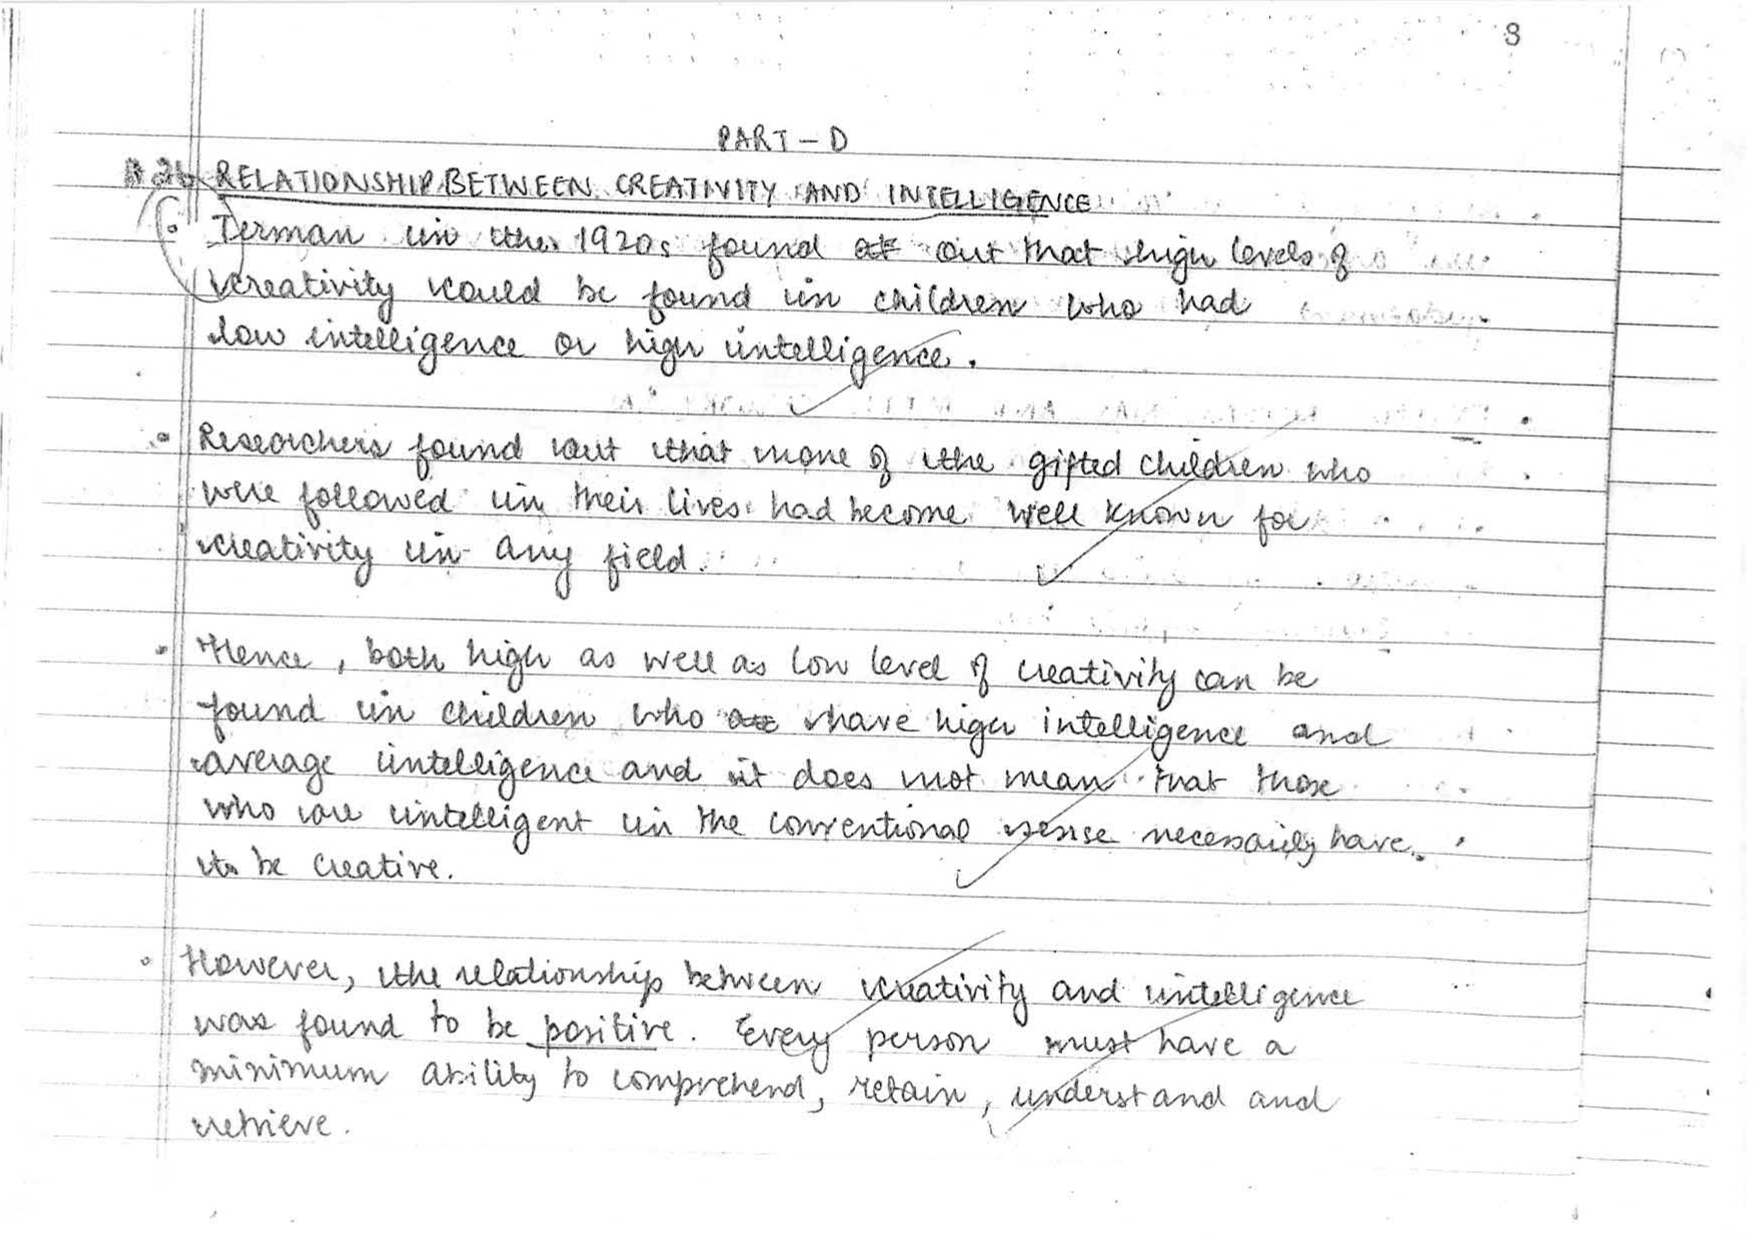 8
PART - D
A.26 RELATIONSHIP BETWEEN CREATIVITY AND INTELLIGENCE
Terman in the 1920s found out that high levels of
creativity could be found in children who had
low intelligence or high intelligence.
Researchers found out that none of the gifted children who
were followed in their lives had become well known for
creativity in any field.
Hence, both high as well as low level of creativity can be
found in children who have high intelligence and
average intelligence and it does not mean that those
who are intelligent in the conventional sense necessarily have
to be creative.
However, the relationship between creativity and intelligence
was found to be positive. Every person must have a
minimum ability to comprehend, retain, understand and
retrieve.